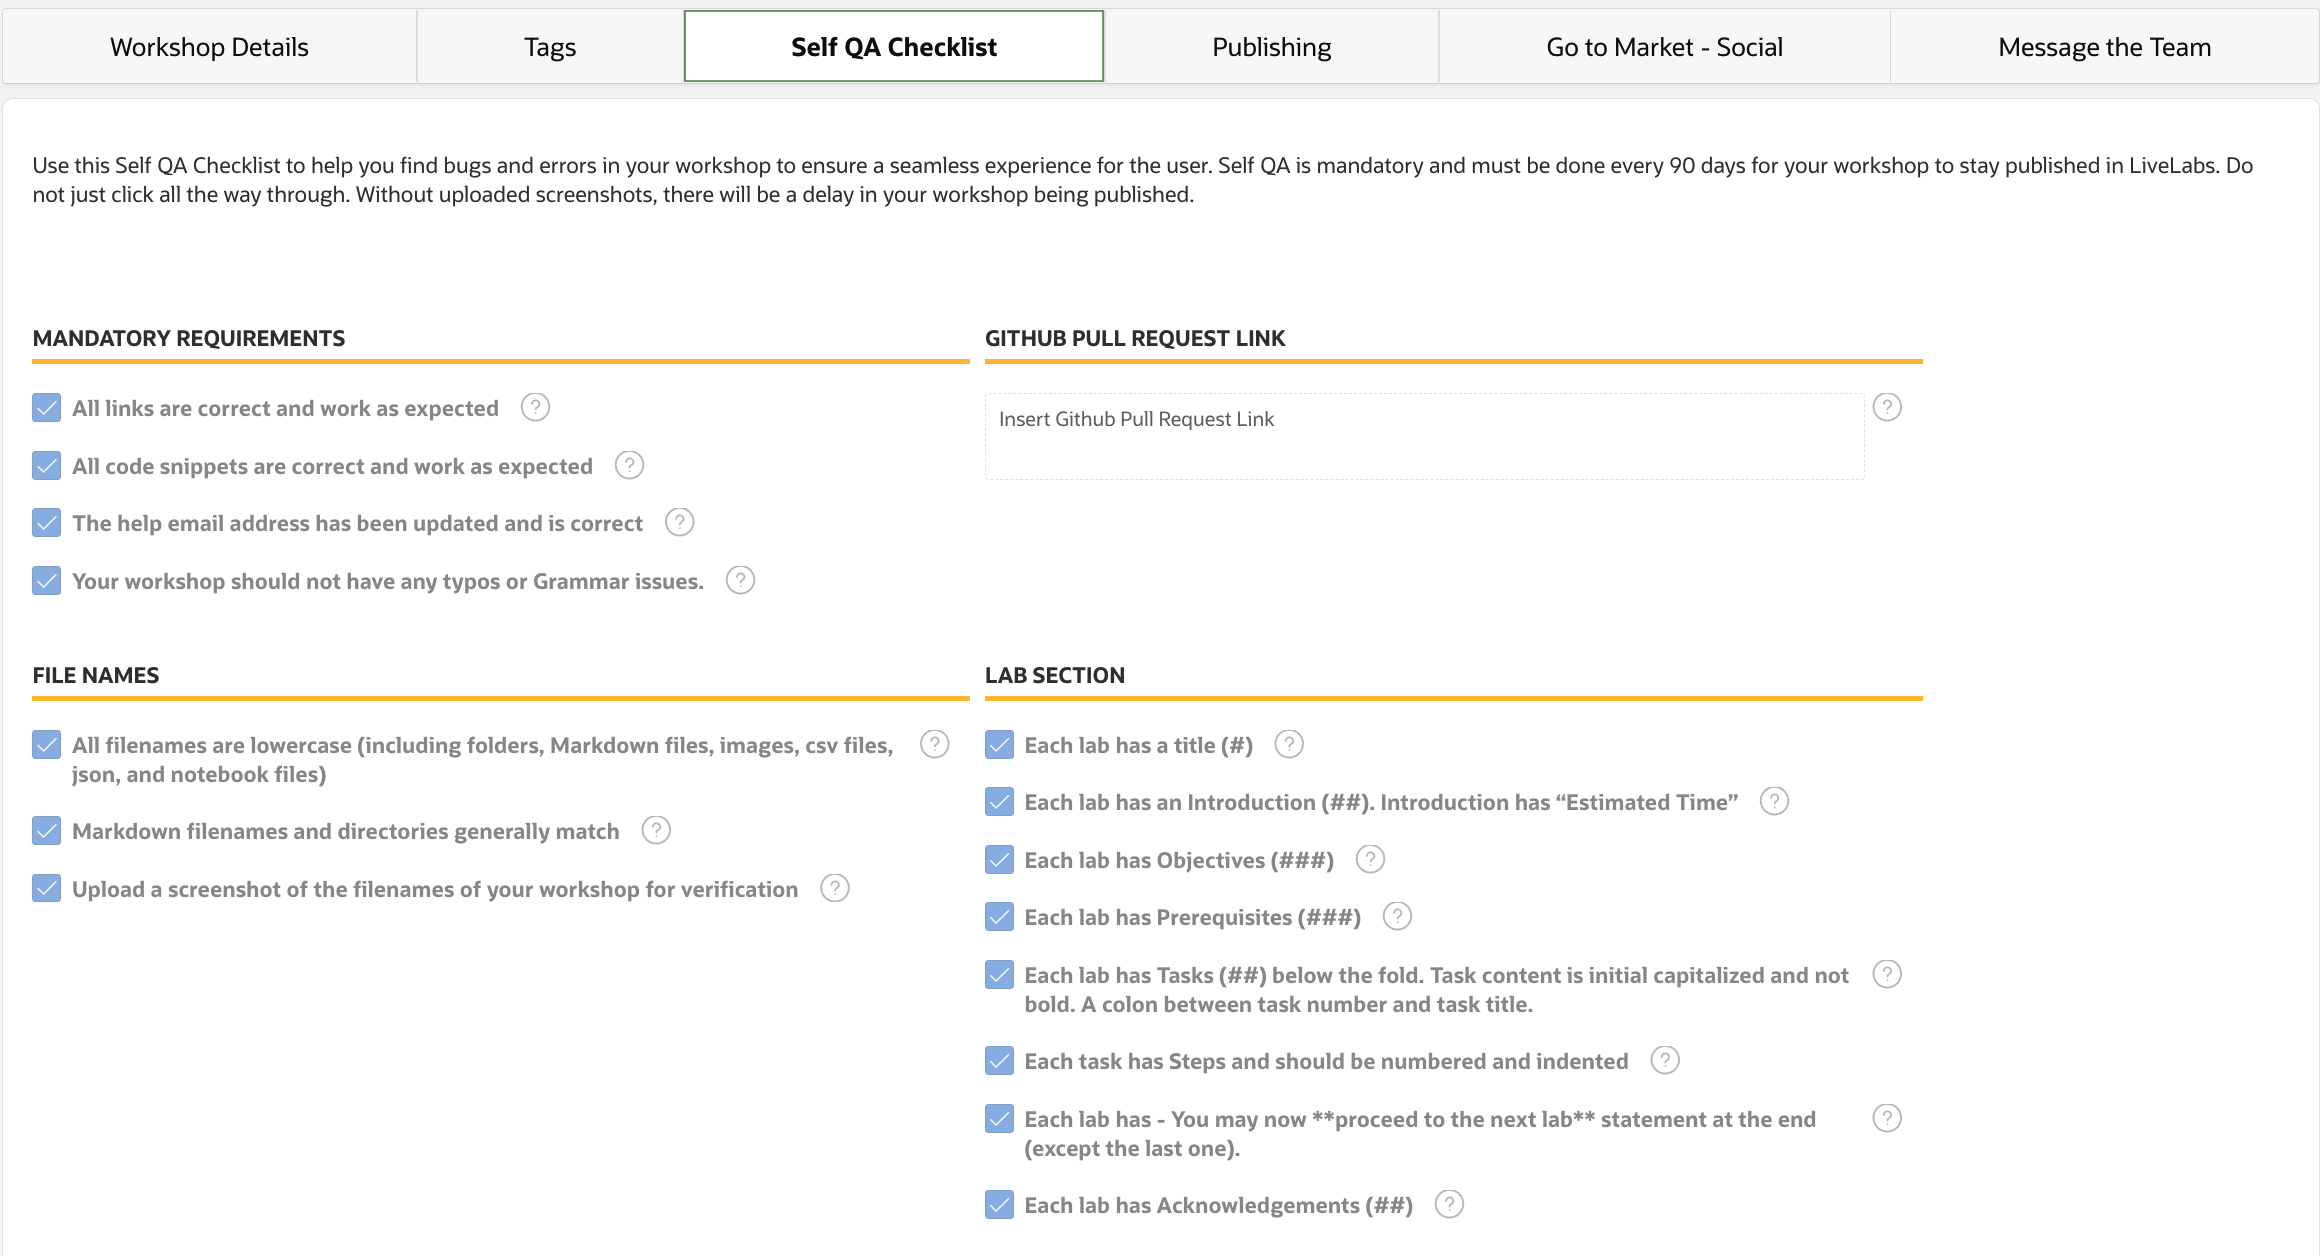 Workshop Details
Tags
Self QA Checklist
Publishing
Go to Market - Social
Message the Team
Use this Self QA Checklist to help you find bugs and errors in your workshop to ensure a seamless experience for the user. Self QA is mandatory and must be done every 90 days for your workshop to stay published in LiveLabs. Do
not just click all the way through. Without uploaded screenshots, there will be a delay in your workshop being published.
MANDATORY REQUIREMENTS
All links are correct and work as expected ?
All code snippets are correct and work as expected ?
The help email address has been updated and is correct ?
Your workshop should not have any typos or Grammar issues. ?
GITHUB PULL REQUEST LINK
Insert Github Pull Request Link ?
FILE NAMES
All filenames are lowercase (including folders, Markdown files, images, csv files, ?
json, and notebook files)
Markdown filenames and directories generally match ?
Upload a screenshot of the filenames of your workshop for verification ?
LAB SECTION
Each lab has a title (#) ?
Each lab has an Introduction (##). Introduction has “Estimated Time” ?
Each lab has Objectives (###) ?
Each lab has Prerequisites (###) ?
Each lab has Tasks (##) below the fold. Task content is initial capitalized and not ?
bold. A colon between task number and task title.
Each task has Steps and should be numbered and indented ?
Each lab has - You may now **proceed to the next lab** statement at the end ?
(except the last one).
Each lab has Acknowledgements (##) ?